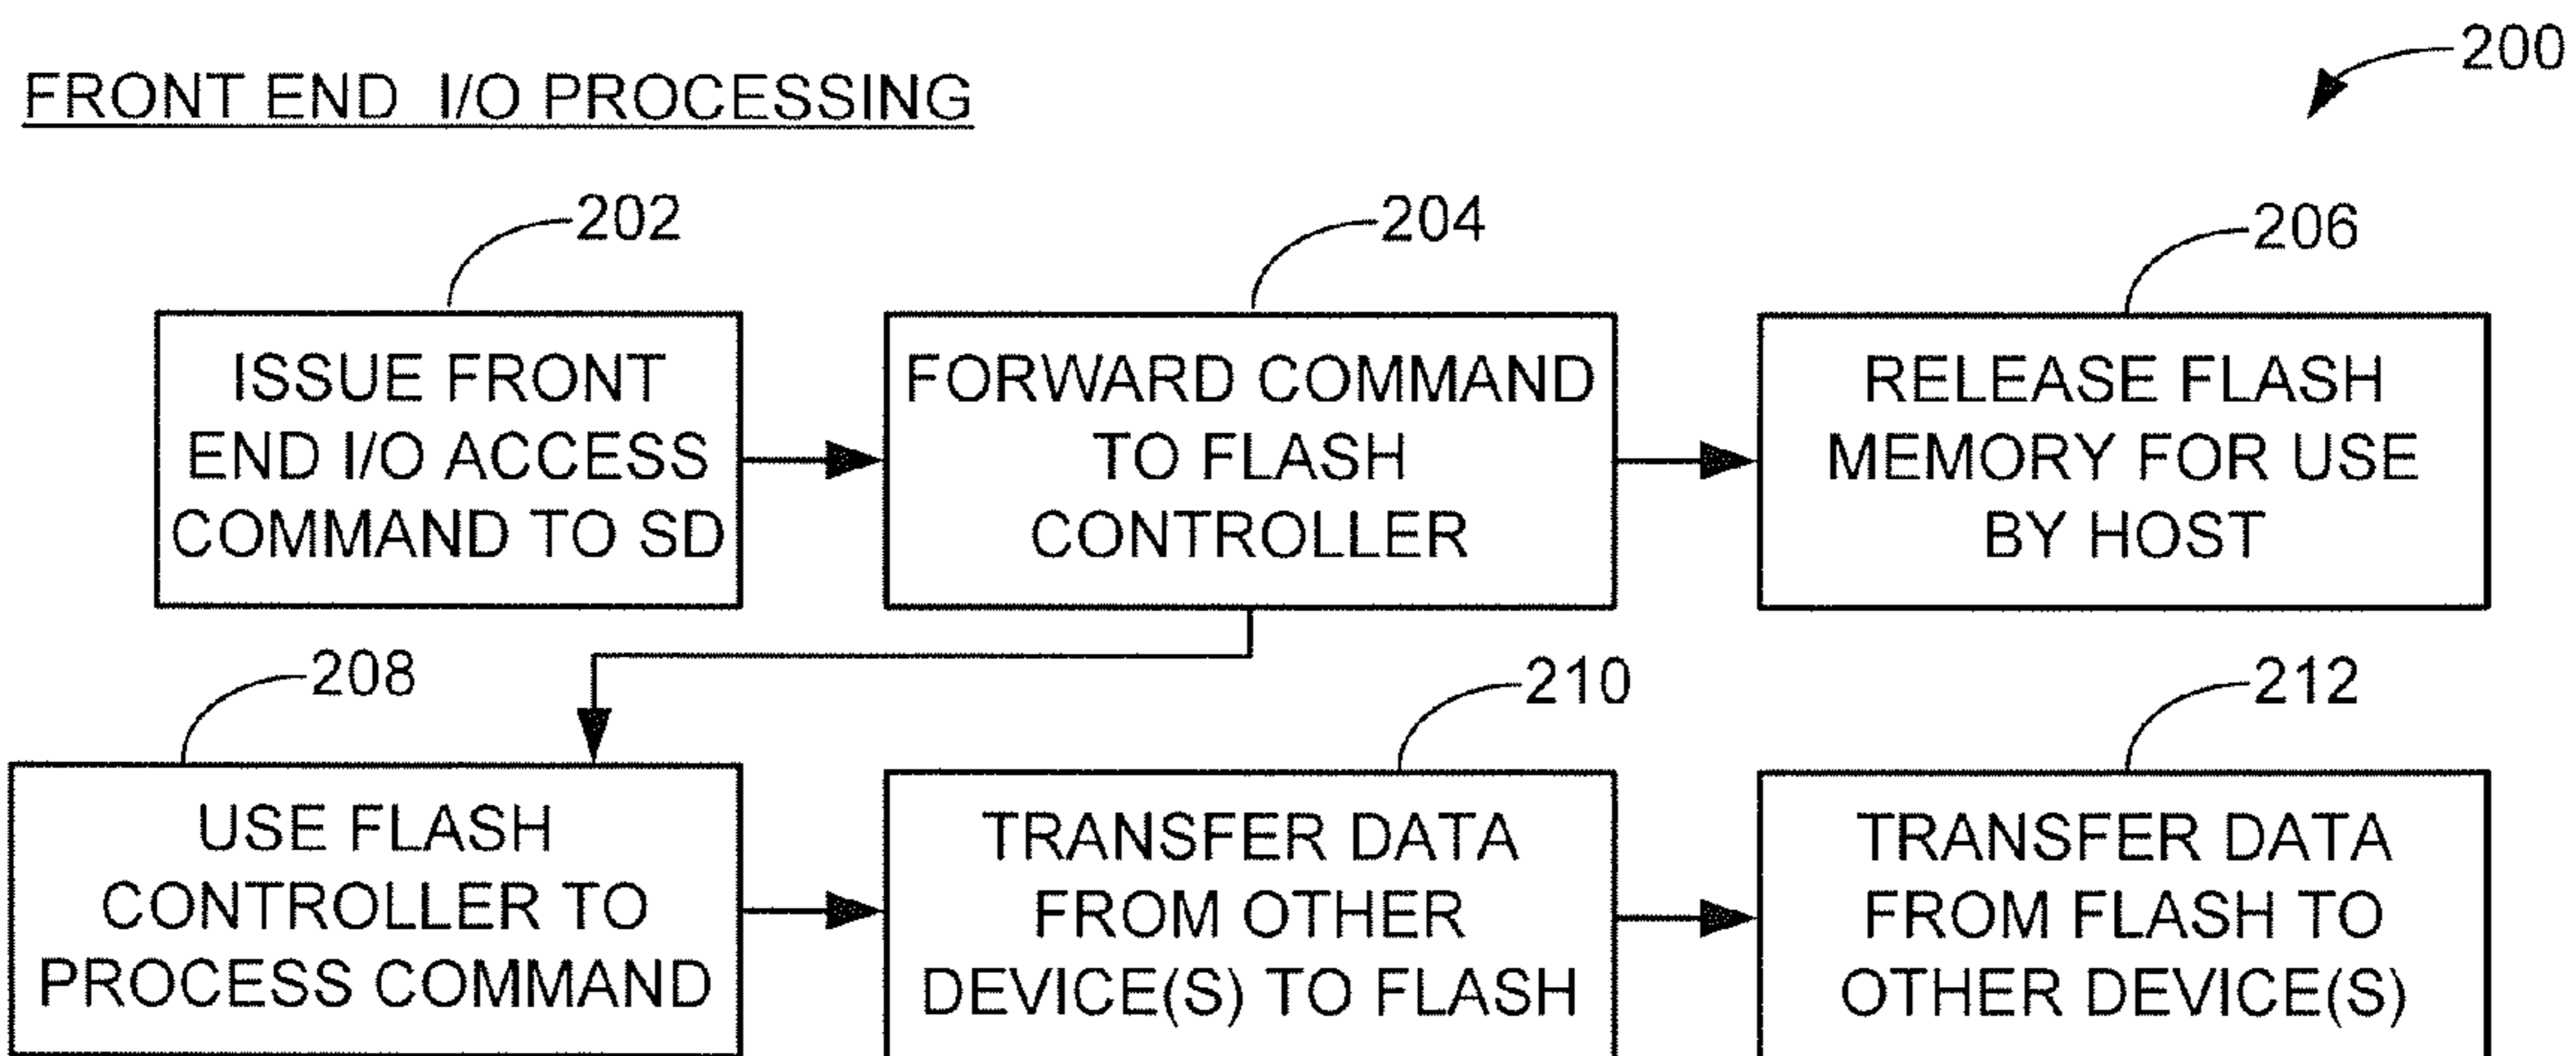 200
FRONT END I/O PROCESSING
202
204
206
ISSUE FRONT
END I/O ACCESS
COMMAND TO SD
FORWARD COMMAND
TO FLASH
CONTROLLER
RELEASE FLASH
MEMORY FOR USE
BY HOST
208
210
212
USE FLASH
CONTROLLER TO
PROCESS COMMAND
TRANSFER DATA
FROM OTHER
DEVICE(S) TO FLASH
TRANSFER DATA
FROM FLASH TO
OTHER DEVICE(S)